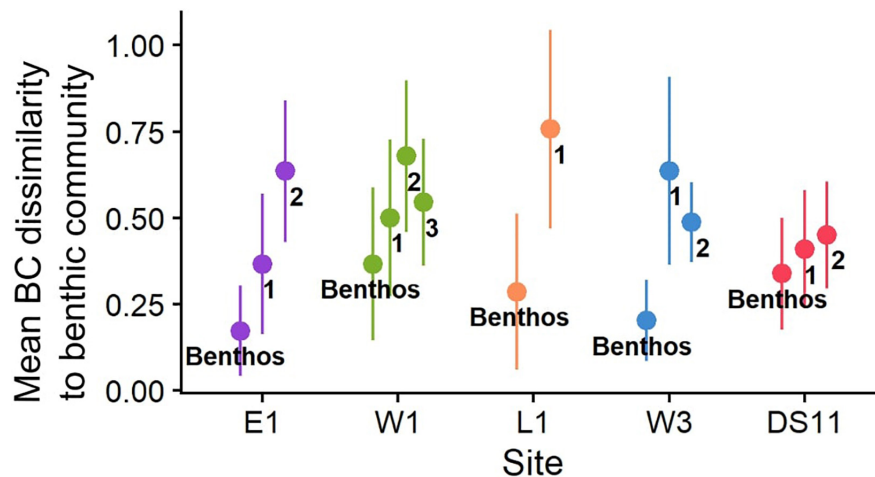 Mean BC dissimilarity
to benthic community
1.00
0.75
0.50
0.25
0.00
Benthos
1
2
Benthos
1
2
3
Benthos
1
Benthos
1
2
Benthos
1
2
E1
W1
L1
W3
DS11
Site